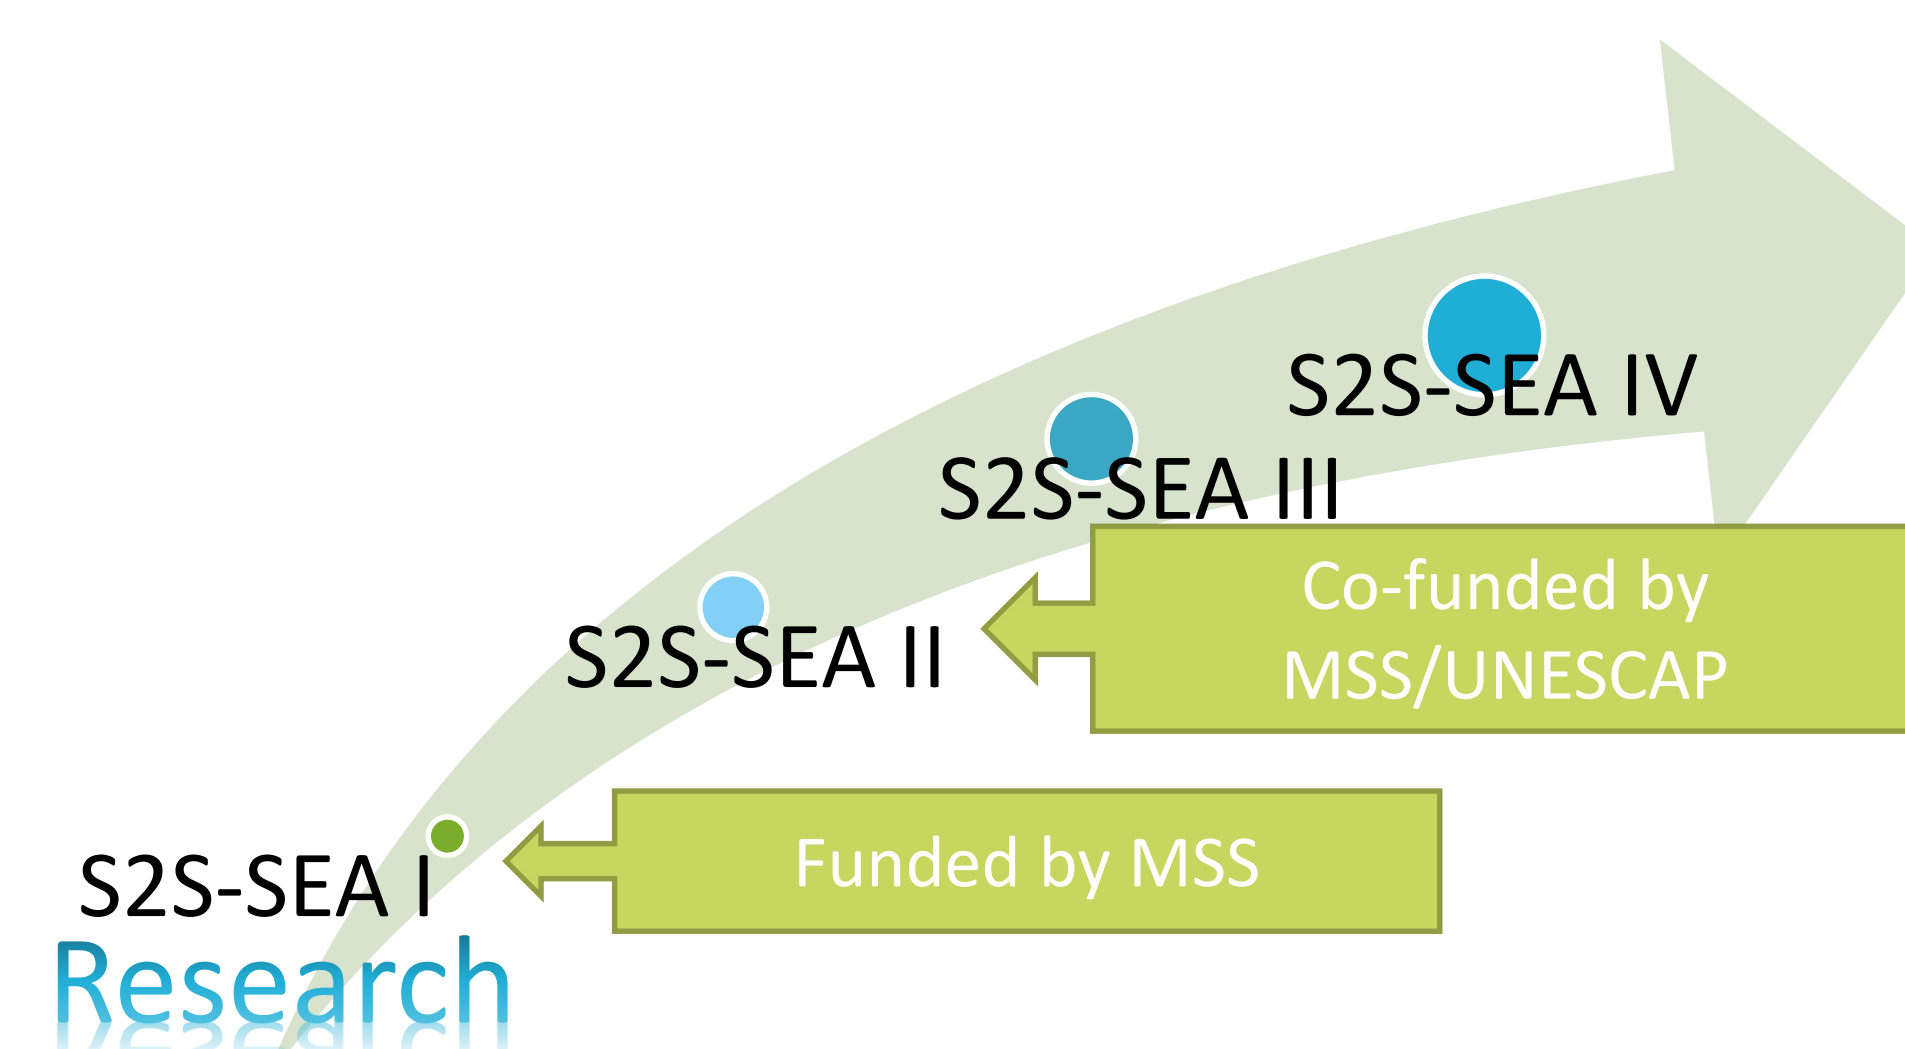 S2S-SEA IV
S2S-SEA III
Co-funded by
MSS/UNESCAP
S2S-SEA II
Funded by MSS
S2S-SEA I
Research